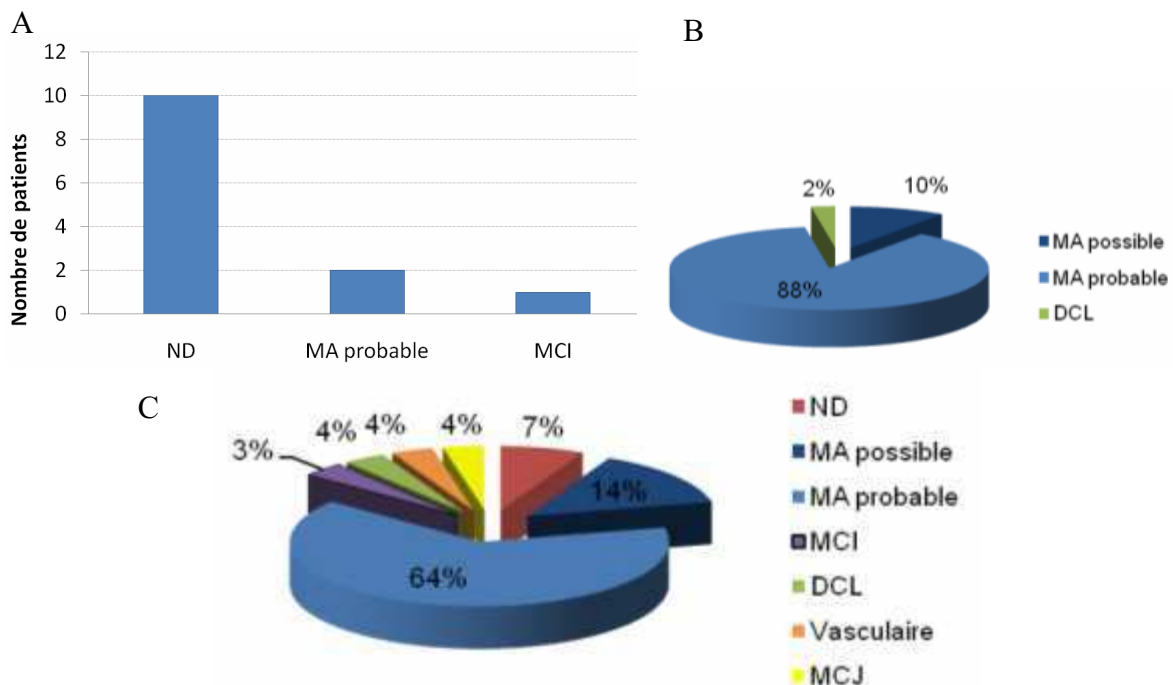 A
12
10
8
6
4
2
0
Nombre de patients
ND MA probable MCI
B
2% 10%
88%
MA possible
MA probable
DCL
C
3% 4% 4% 4% 7%
14%
64%
ND
MA possible
MA probable
MCI
DCL
Vasculaire
MCJ